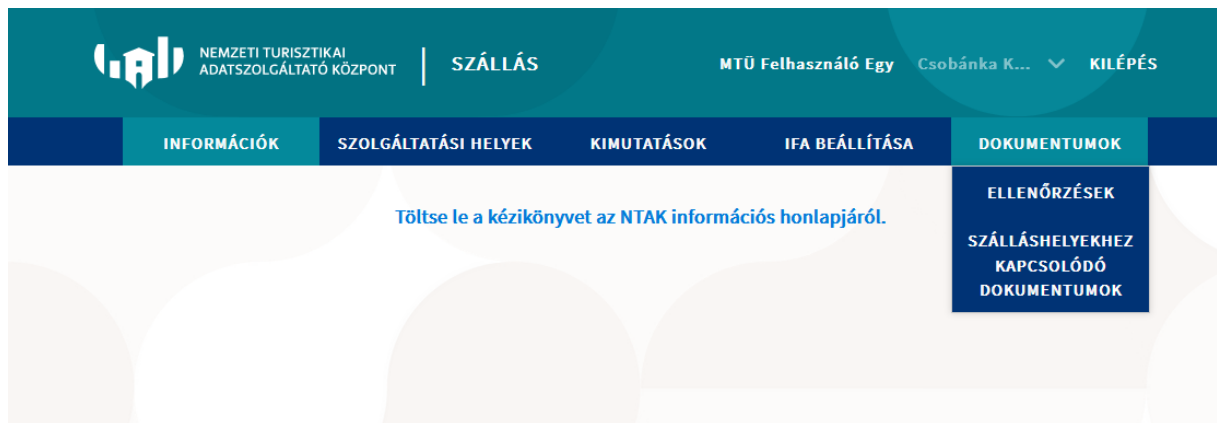 NEMZETI TURISZTIKAI
ADATSZOLGÁLTATÓ KÖZPONT
SZÁLLÁS
MTÜ Felhasználó Egy
Csobánka K...
KILÉPÉS
INFORMÁCIÓK
SZOLGÁLTATÁSI HELYEK
KIMUTATÁSOK
IFA BEÁLLÍTÁSA
DOKUMENTUMOK
ELLENŐRZÉSEK
SZÁLLÁSHELYEKHEZ
KAPCSOLÓDÓ
DOKUMENTUMOK
Töltse le a kézikönyvet az NTAK információs honlapjáról.